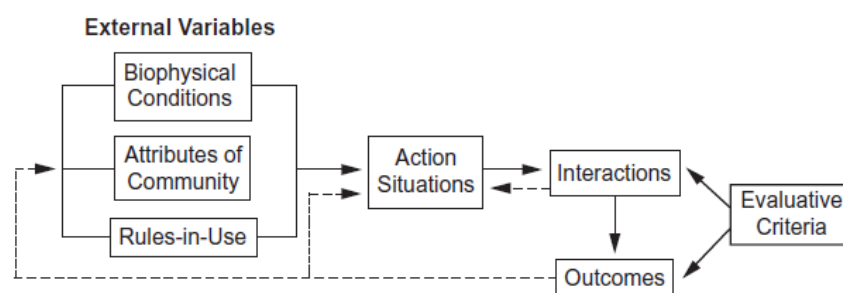 External Variables
Biophysical
Conditions
Attributes of
Community
Rules-in-Use
Action
Situations
Interactions
Outcomes
Evaluative
Criteria